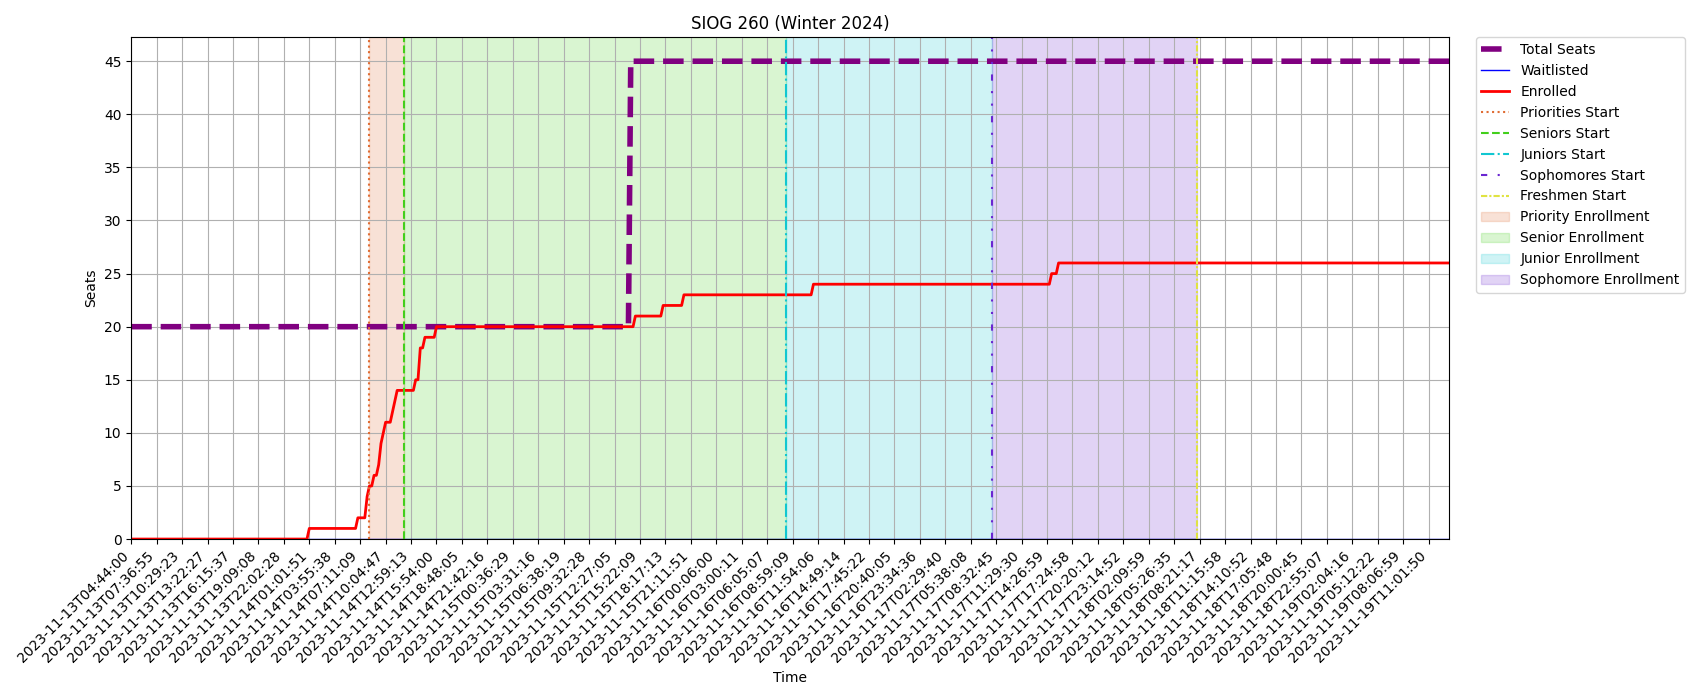 SIOG 260 (Winter 2024)
Seats
45
40
35
30
25
20
15
10
5
0
2023-11-13T04:44:00
2023-11-13T07:36:55
2023-11-13T10:29:23
2023-11-13T13:22:27
2023-11-13T16:15:37
2023-11-13T19:09:08
2023-11-13T22:02:28
2023-11-14T01:01:51
2023-11-14T03:55:38
2023-11-14T07:11:09
2023-11-14T10:04:47
2023-11-14T12:59:13
2023-11-14T15:54:00
2023-11-14T18:48:05
2023-11-14T21:42:16
2023-11-15T00:36:29
2023-11-15T03:31:16
2023-11-15T06:38:19
2023-11-15T09:32:28
2023-11-15T12:27:05
2023-11-15T15:22:09
2023-11-15T18:17:13
2023-11-15T21:11:51
2023-11-16T00:06:00
2023-11-16T03:00:11
2023-11-16T06:05:07
2023-11-16T08:59:09
2023-11-16T11:54:06
2023-11-16T14:49:14
2023-11-16T17:45:22
2023-11-16T20:40:05
2023-11-16T23:34:36
2023-11-17T02:29:40
2023-11-17T05:38:08
2023-11-17T08:32:45
2023-11-17T11:29:30
2023-11-17T14:26:59
2023-11-17T17:24:58
2023-11-17T20:20:12
2023-11-17T23:14:52
2023-11-18T02:09:59
2023-11-18T05:26:35
2023-11-18T08:21:17
2023-11-18T11:15:58
2023-11-18T14:10:52
2023-11-18T17:05:48
2023-11-18T20:00:45
2023-11-18T22:55:07
2023-11-19T02:04:16
2023-11-19T05:12:22
2023-11-19T08:06:59
2023-11-19T11:01:50
Time
Total Seats
Waitlisted
Enrolled
Priorities Start
Seniors Start
Juniors Start
Sophomores Start
Freshmen Start
Priority Enrollment
Senior Enrollment
Junior Enrollment
Sophomore Enrollment